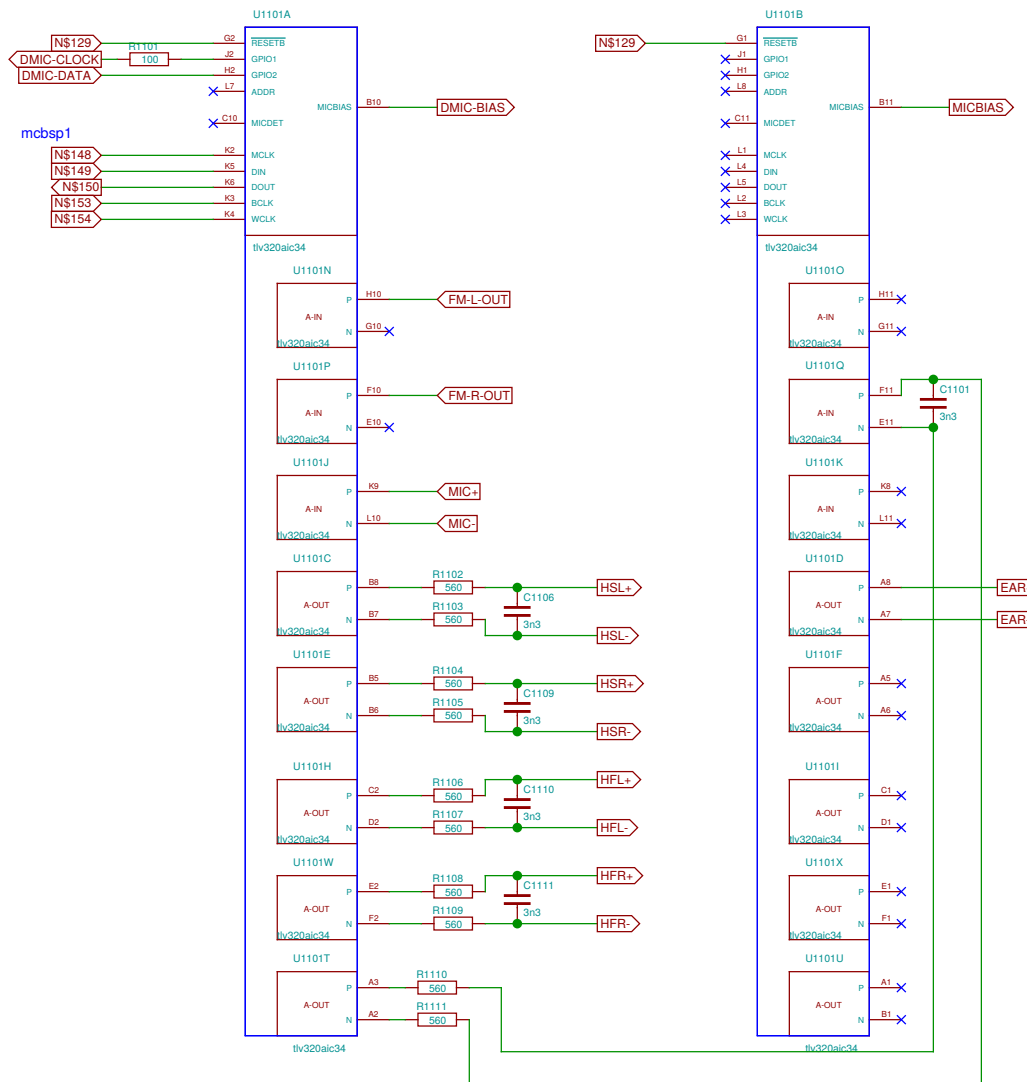 U1101A
N$129
G2
RESETB
R1101
DMIC-CLOCK
100
J2
GPIO1
DMIC-DATA
H2
GPIO2
L7
ADDR
MICBIAS
B10
DMIC-BIAS
C10
MICDET
mcbsp1
N$148
K2
MCLK
N$149
K5
DIN
N$150
K6
DOUT
N$153
K3
BCLK
N$154
K4
WCLK
tlv320aic34
U1101N
P
H10
FM-L-OUT
A-IN
N
G10
tlv320aic34
U1101P
P
F10
FM-R-OUT
A-IN
N
E10
tlv320aic34
U1101J
P
K9
MIC+
A-IN
N
L10
MIC-
tlv320aic34
U1101C
R1102
P
B8
560
HSL+
C1106
A-OUT
R1103
N
B7
560
3n3
HSL-
tlv320aic34
U1101E
R1104
P
B5
560
HSR+
C1109
A-OUT
R1105
N
B6
560
3n3
HSR-
tlv320aic34
U1101H
HFL+
R1106
P
C2
560
C1110
A-OUT
R1107
3n3
N
D2
560
HFL-
tlv320aic34
U1101W
HFR+
R1108
P
E2
560
C1111
A-OUT
R1109
3n3
N
F2
560
HFR-
tlv320aic34
U1101T
R1110
P
A3
560
A-OUT
R1111
N
A2
560
tlv320aic34
U1101B
N$129
G1
RESETB
J1
GPIO1
H1
GPIO2
L8
ADDR
MICBIAS
B11
MICBIAS
C11
MICDET
L1
MCLK
L4
DIN
L5
DOUT
L2
BCLK
L3
WCLK
tlv320aic34
U1101O
P
H11
A-IN
N
G11
tlv320aic34
U1101Q
P
F11
C1101
A-IN
3n3
N
E11
tlv320aic34
U1101K
P
K8
A-IN
N
L11
tlv320aic34
U1101D
P
A8
EAR
A-OUT
N
A7
EAR
tlv320aic34
U1101F
P
A5
A-OUT
N
A6
tlv320aic34
U1101I
P
C1
A-OUT
N
D1
tlv320aic34
U1101X
P
E1
A-OUT
N
F1
tlv320aic34
U1101U
P
A1
A-OUT
N
B1
tlv320aic34